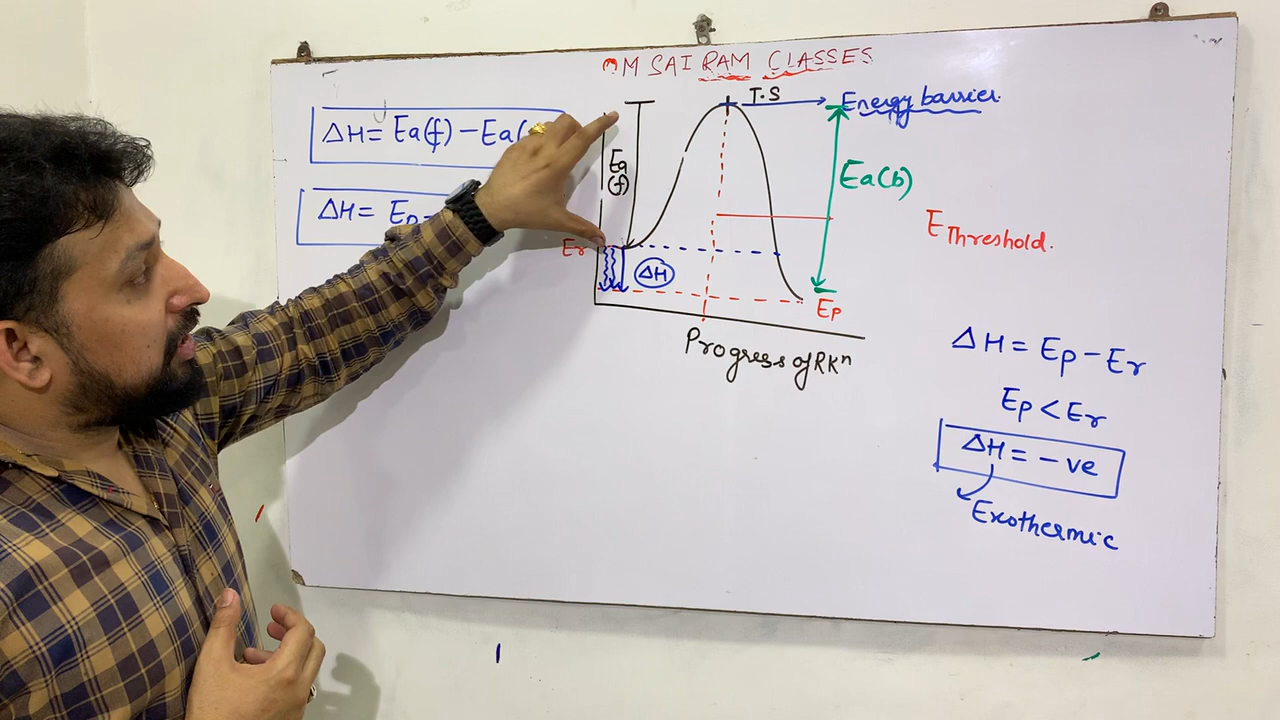 OM SAI RAM CLASSES
ΔH = Ea(f) - Ea(
ΔH = Ep -
T.S
Energy barrier
Ea (f)
Ea(b)
E Threshold.
Er
ΔH
Ep
Progress of RKⁿ
ΔH = Ep - Er
Ep < Er
ΔH = -ve
Exothermic